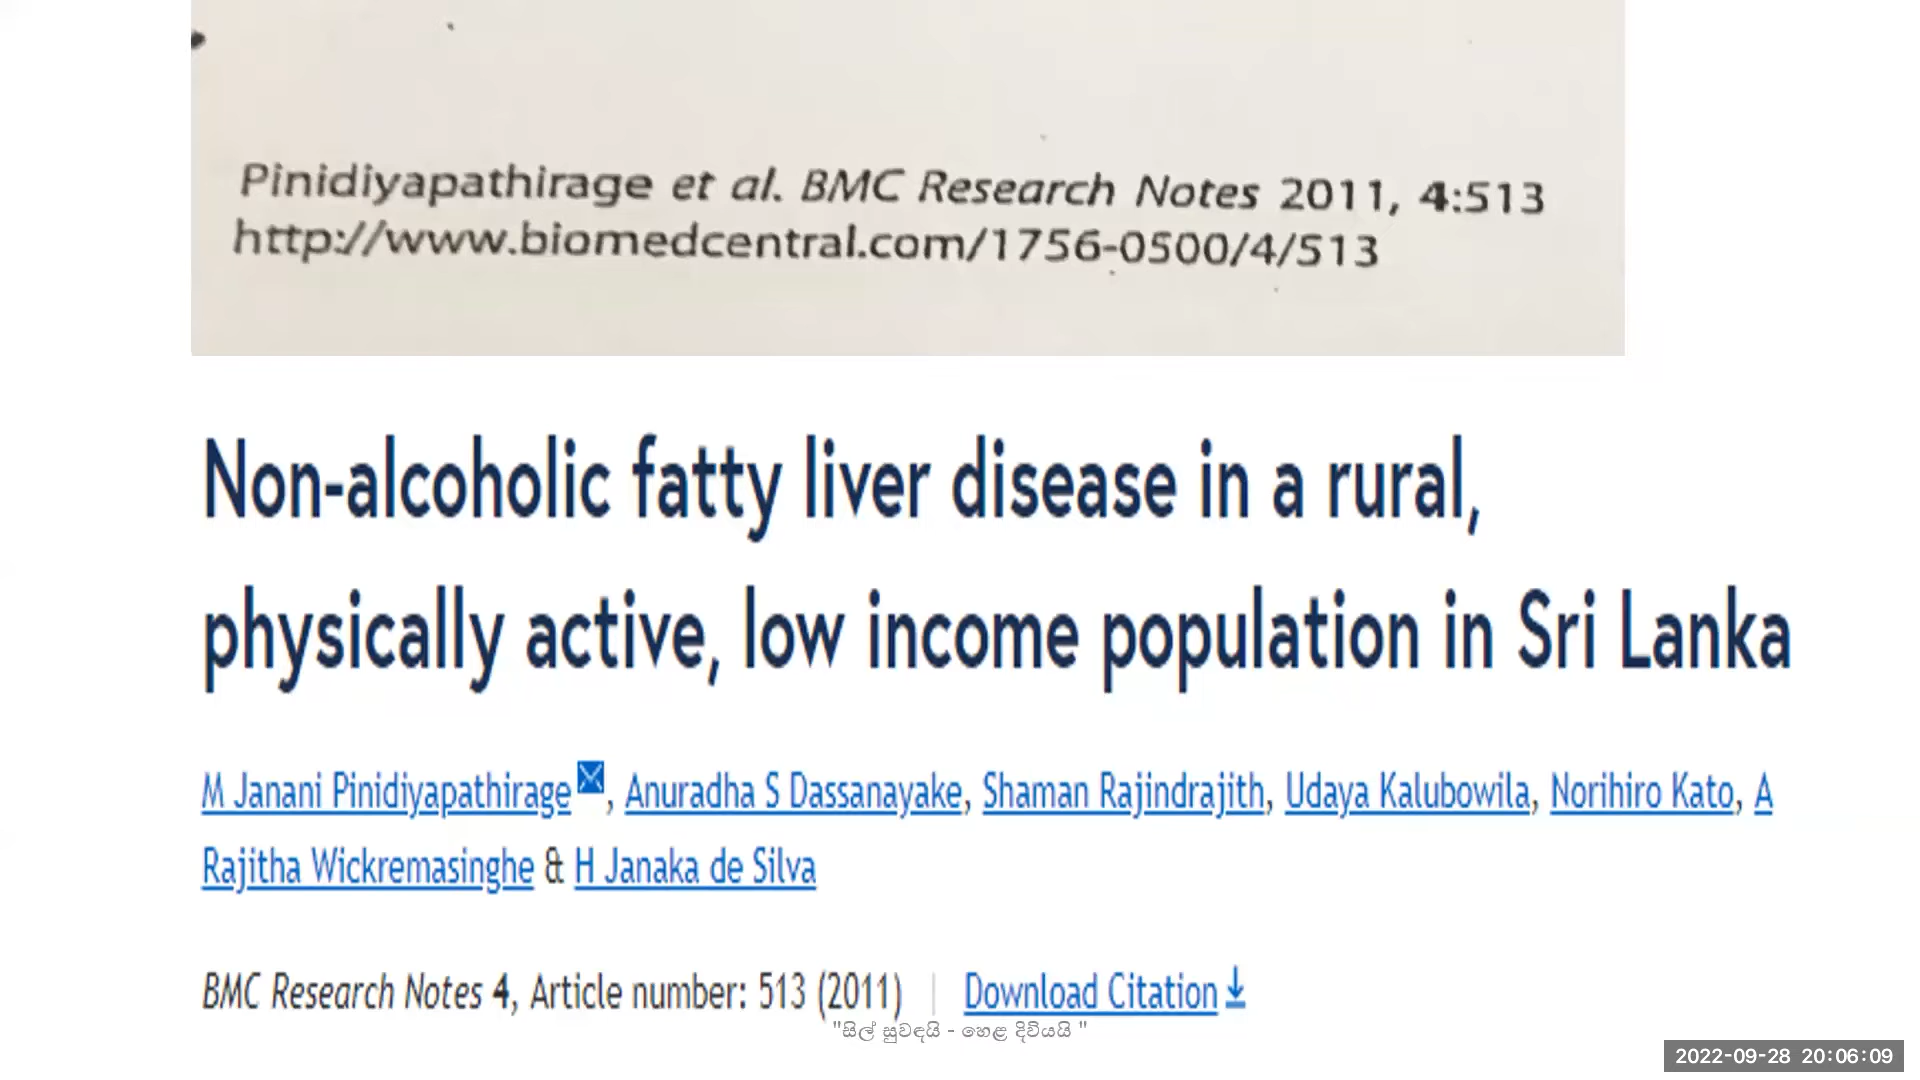 Pinidiyapathirage et al. BMC Research Notes 2011, 4:513
http://www.biomedcentral.com/1756-0500/4/513
Non-alcoholic fatty liver disease in a rural,
physically active, low income population in Sri Lanka
M Janani Pinidiyapathirage, Anuradha S Dassanayake, Shaman Rajindrajith, Udaya Kalubowila, Norihiro Kato, A
Rajitha Wickremasinghe & H Janaka de Silva
BMC Research Notes 4, Article number: 513 (2011) | Download Citation
"සිල් සුවඳයි - හෙළ දිවියයි "
2022-09-28 20:06:09